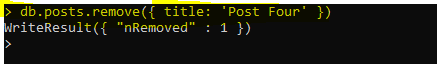 > db.posts.remove({ title: 'Post Four' })
WriteResult({ "nRemoved" : 1 })
>